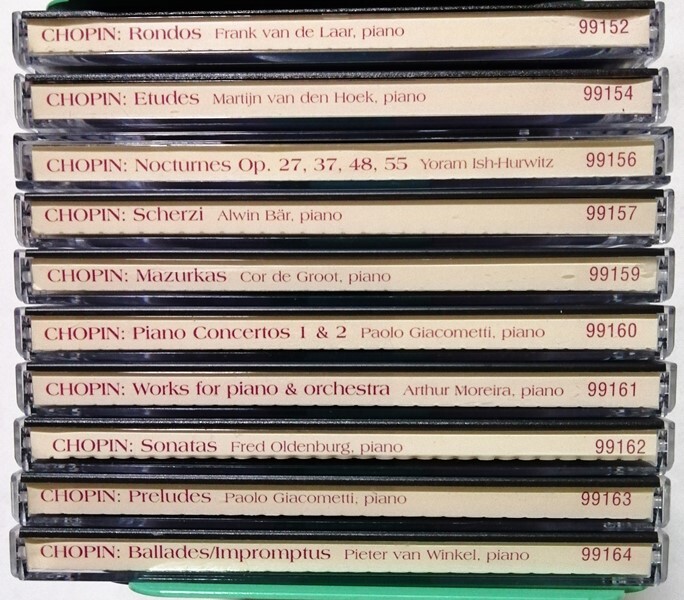 CHOPIN: Rondos Frank van de Laar, piano 99152
CHOPIN: Etudes Martijn van den Hoek, piano 99154
CHOPIN: Nocturnes Op. 27, 37, 48, 55 Yoram Ish-Hurwitz 99156
CHOPIN: Scherzi Alwin Bär, piano 99157
CHOPIN: Mazurkas Cor de Groot, piano 99159
CHOPIN: Piano Concertos 1 & 2 Paolo Giacometti, piano 99160
CHOPIN: Works for piano & orchestra Arthur Moreira, piano 99161
CHOPIN: Sonatas Fred Oldenburg, piano 99162
CHOPIN: Preludes Paolo Giacometti, piano 99163
CHOPIN: Ballades/Impromptus Pieter van Winkel, piano 99164